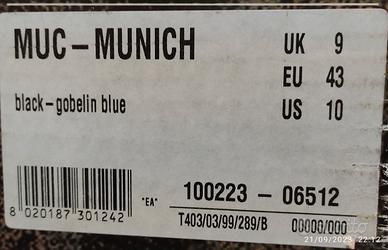 MUC-MUNICH
UK 9
EU 43
US 10
black-gobelin blue
"EA"
100223-06512
8 020187 301242
T403/03/99/289/B 00000/000
21/09/2023 22:12